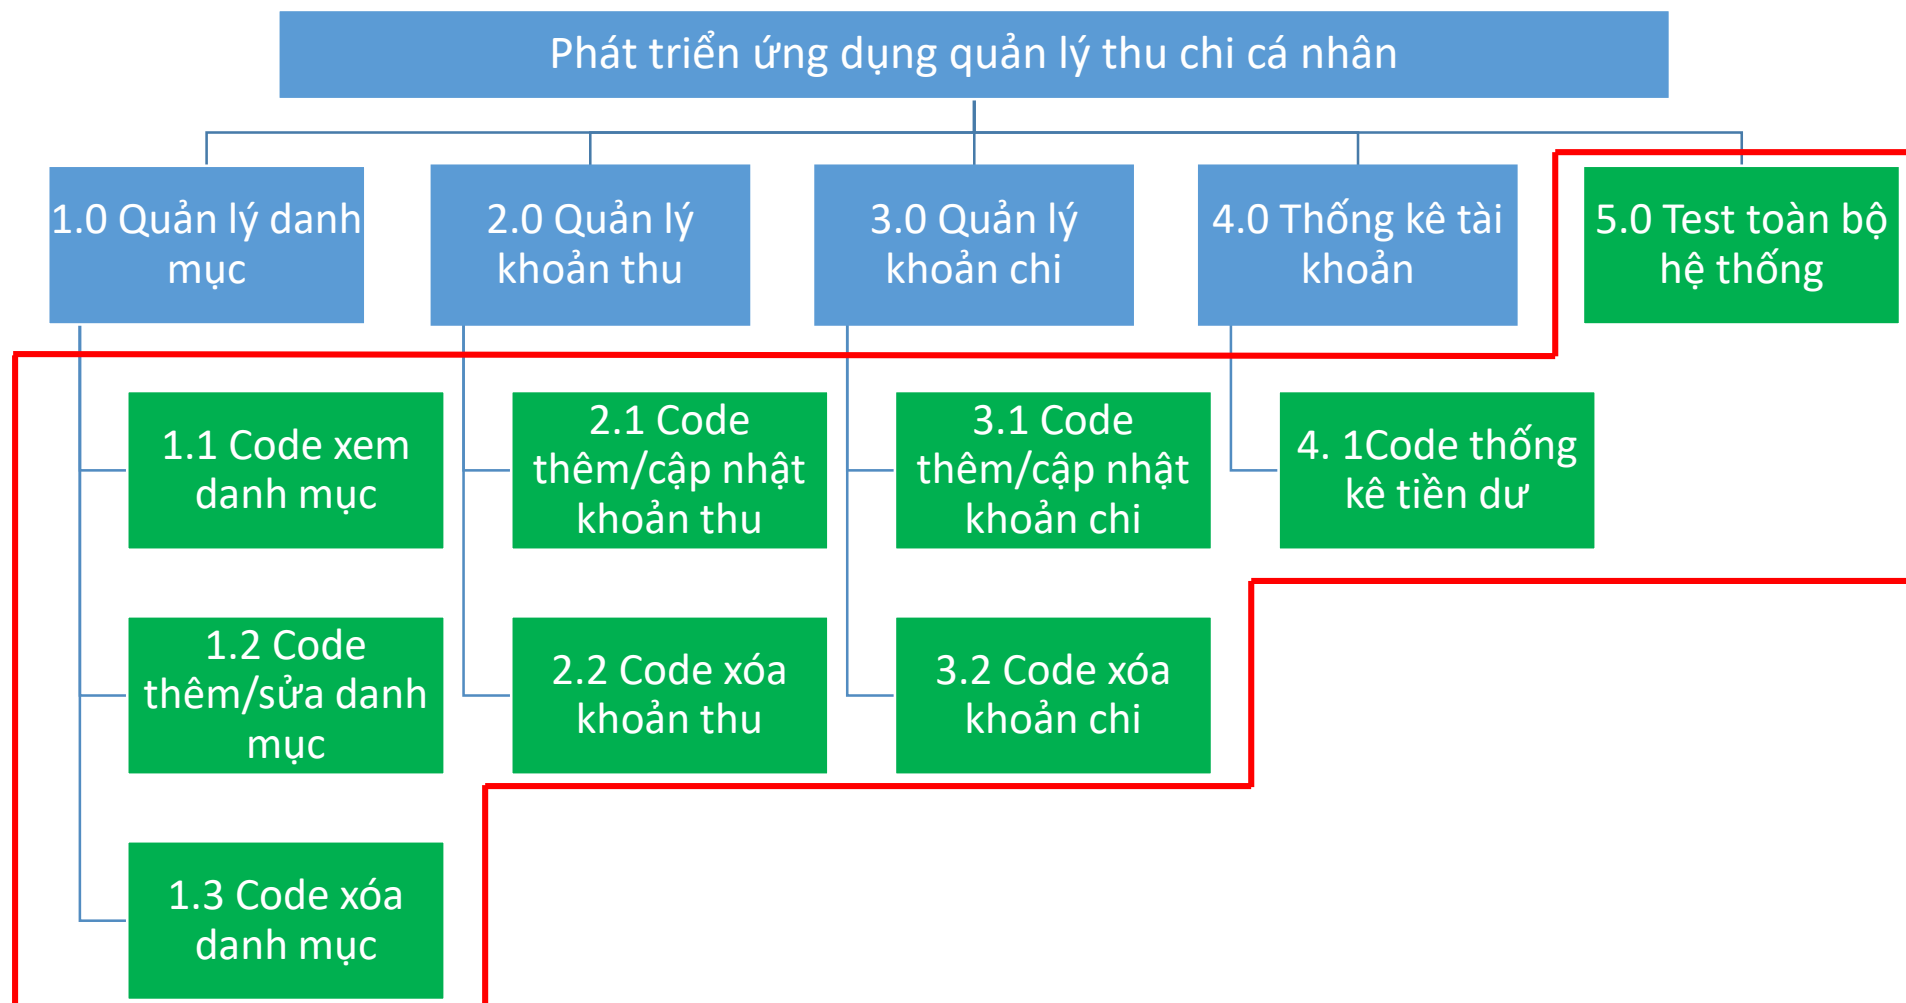 Phát triển ứng dụng quản lý thu chi cá nhân
1.0 Quản lý danh
mục
2.0 Quản lý
khoản thu
3.0 Quản lý
khoản chi
4.0 Thống kê tài
khoản
5.0 Test toàn bộ
hệ thống
1.1 Code xem
danh mục
2.1 Code
thêm/cập nhật
khoản thu
3.1 Code
thêm/cập nhật
khoản chi
4. 1Code thống
kê tiền dư
1.2 Code
thêm/sửa danh
mục
2.2 Code xóa
khoản thu
3.2 Code xóa
khoản chi
1.3 Code xóa
danh mục